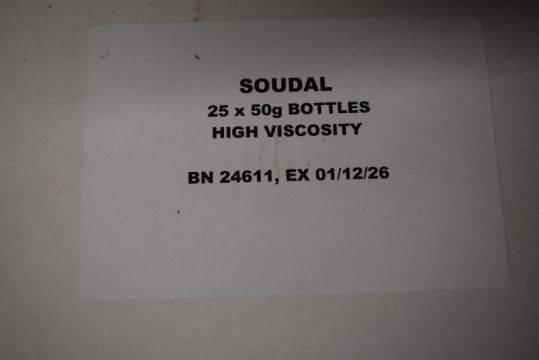 SOUDAL
25 x 50g BOTTLES
HIGH VISCOSITY
BN 24611, EX 01/12/26